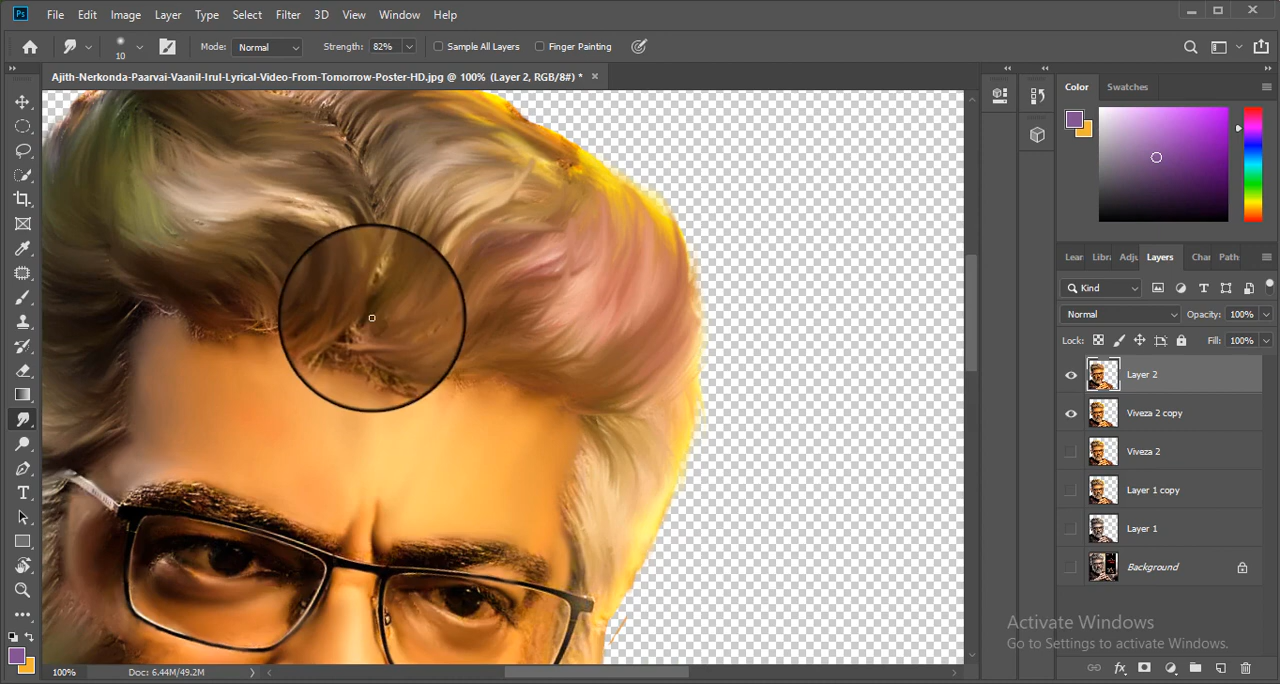 Ps File Edit Image Layer Type Select Filter 3D View Window Help
10 Mode: Normal Strength: 82% Sample All Layers Finger Painting
Ajith-Nerkonda-Paarvai-Vaanil-Irul-Lyrical-Video-From-Tomorrow-Poster-HD.jpg @ 100% (Layer 2, RGB/8#) *
Color Swatches
Lear Libra Adju Layers Char Path
Kind
Normal Opacity: 100%
Lock: Fill: 100%
Layer 2
Viveza 2 copy
Viveza 2
Layer 1 copy
Layer 1
Background
Activate Windows
Go to Settings to activate Windows.
100% Doc: 6.44M/49.2M